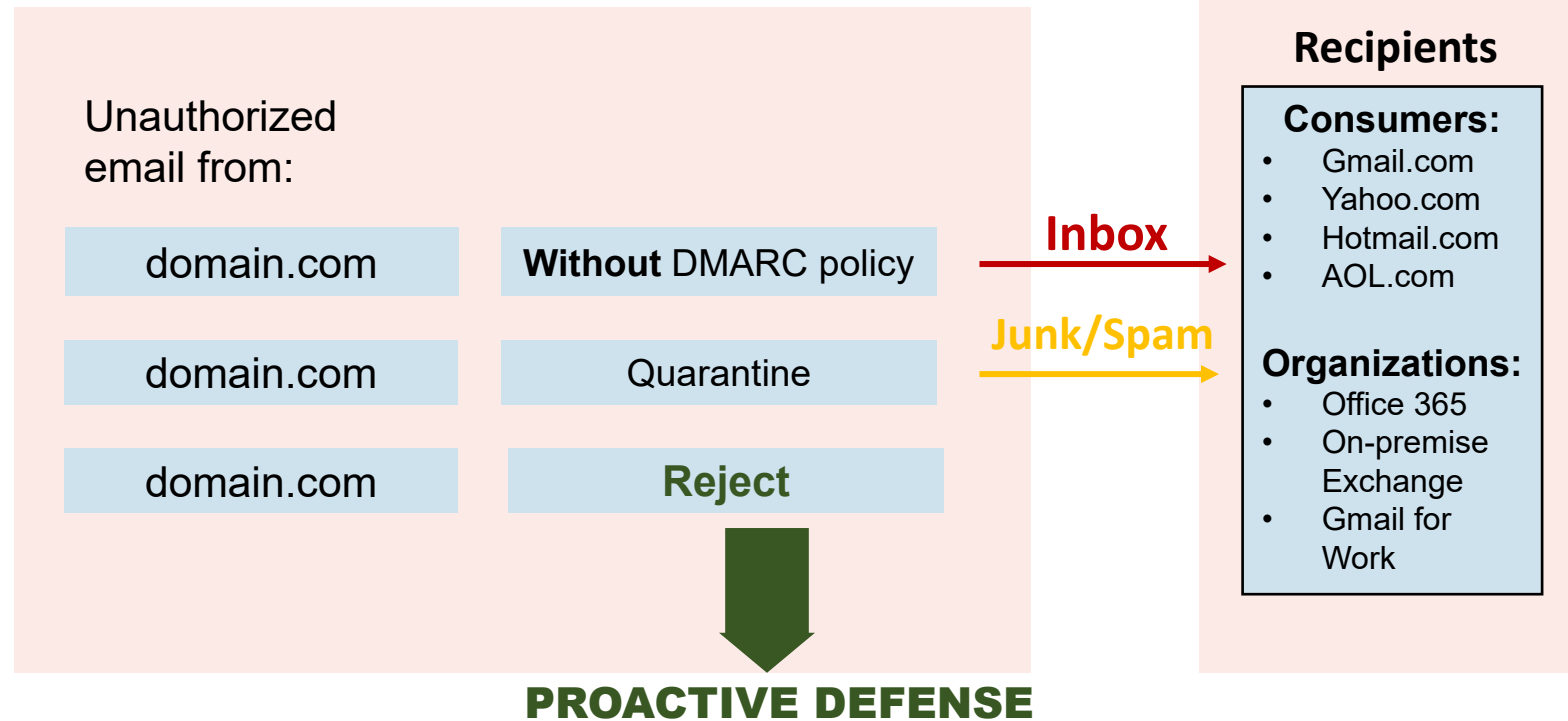 Unauthorized
email from:
domain.com
Without DMARC policy
Inbox
domain.com
Quarantine
Junk/Spam
domain.com
Reject
PROACTIVE DEFENSE
Recipients
Consumers:
• Gmail.com
• Yahoo.com
• Hotmail.com
• AOL.com
Organizations:
• Office 365
• On-premise
Exchange
• Gmail for
Work